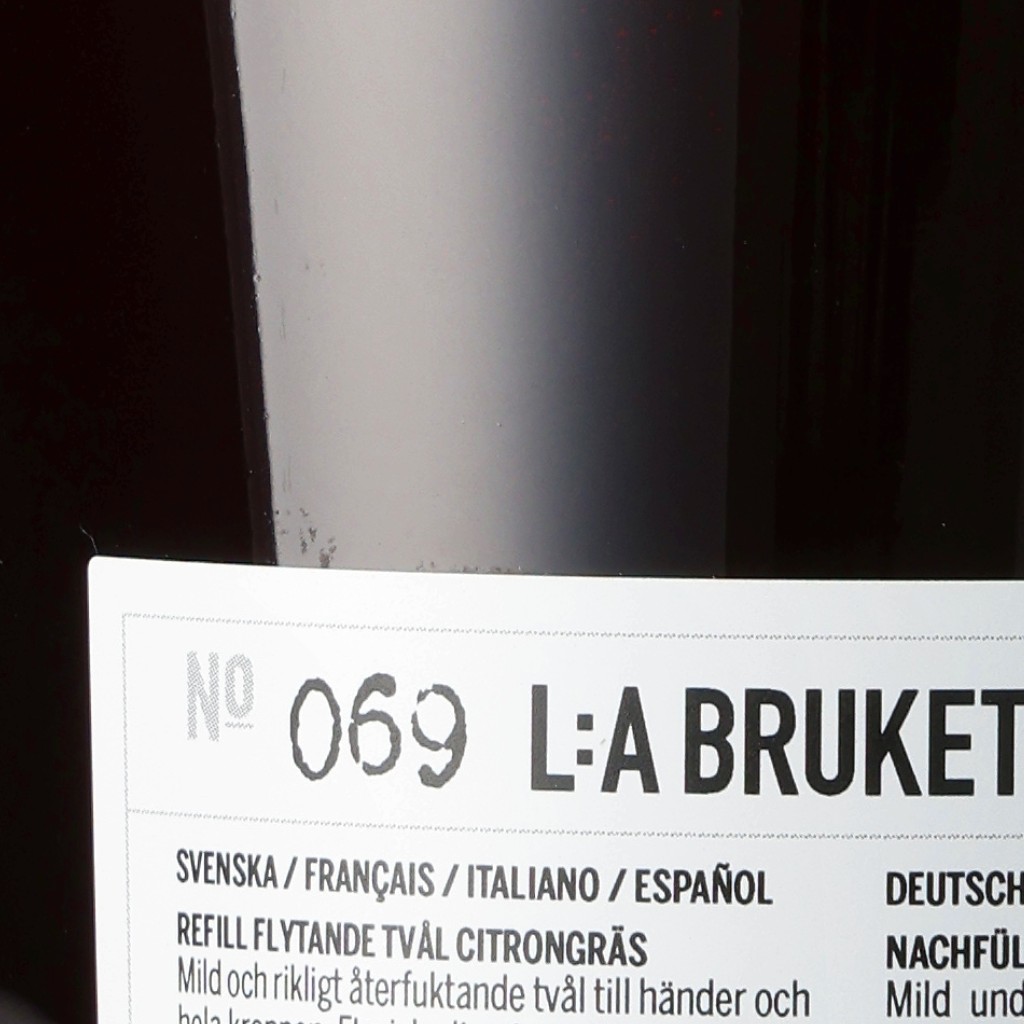 Nº 069 L:A BRUKET
SVENSKA / FRANÇAIS / ITALIANO / ESPAÑOL
REFILL FLYTANDE TVÅL CITRONGRÄS
Mild och rikligt återfuktande tvål till händer och
DEUTSCH
NACHFÜL
Mild und